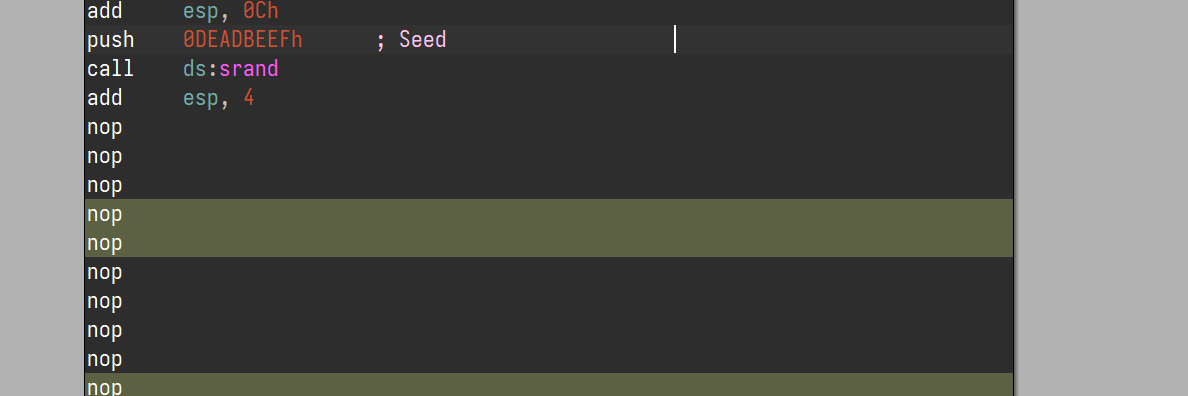 add     esp, 0Ch
push    0DEADBEEFh      ; Seed
call    ds:srand
add     esp, 4
nop
nop
nop
nop
nop
nop
nop
nop
nop
nop